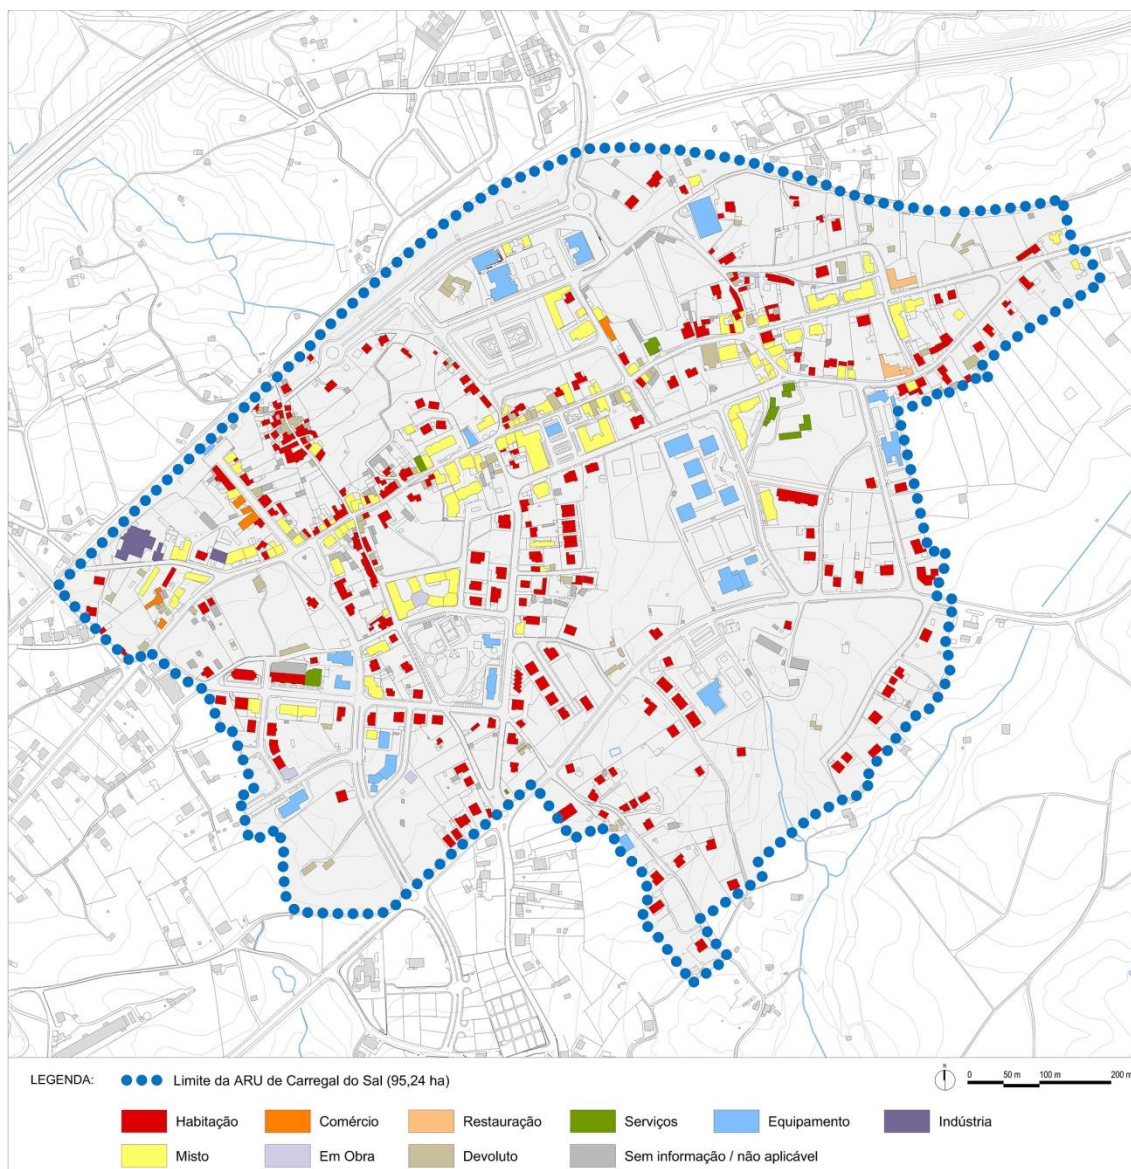 LEGENDA: Limite da ARU de Carregal do Sal (95,24 ha)
N 0 50 m 100 m 200 m
Habitação Comércio Restauração Serviços Equipamento Indústria
Misto Em Obra Devoluto Sem informação / não aplicável